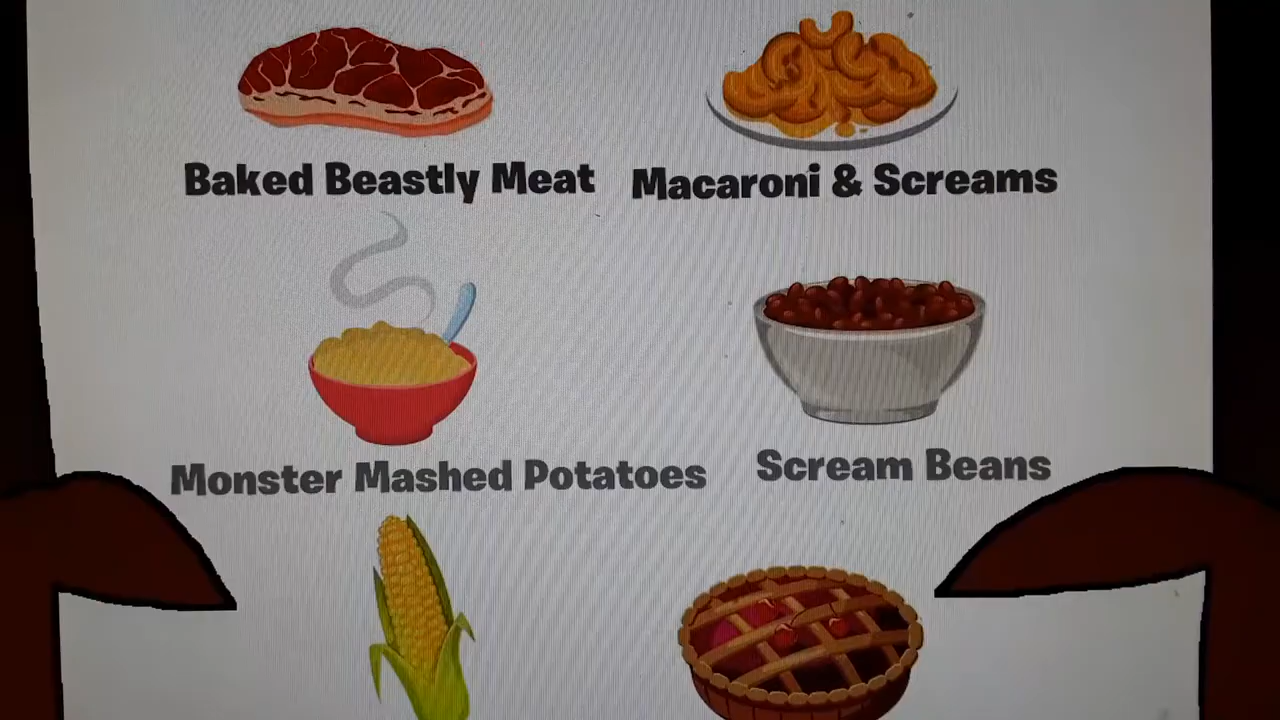 Baked Beastly Meat
Macaroni & Screams
Monster Mashed Potatoes
Scream Beans